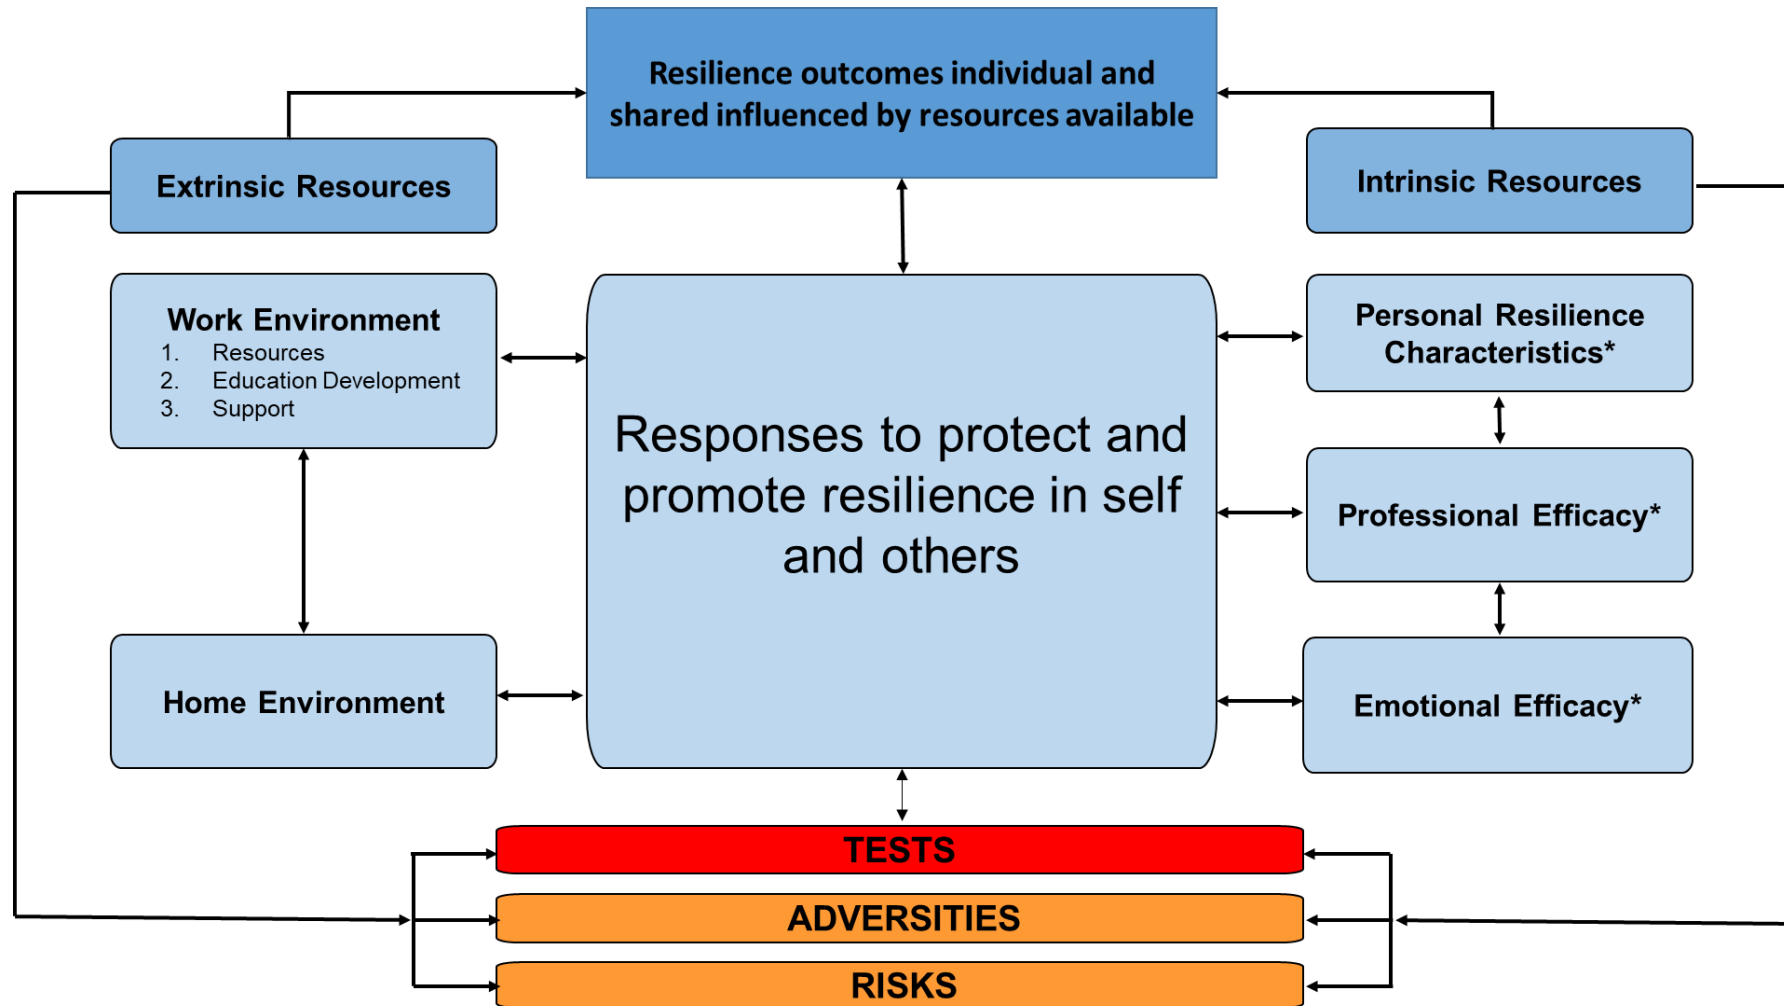 Resilience outcomes individual and
shared influenced by resources available
Extrinsic Resources
Intrinsic Resources
Work Environment
1. Resources
2. Education Development
3. Support
Home Environment
Responses to protect and
promote resilience in self
and others
Personal Resilience
Characteristics*
Professional Efficacy*
Emotional Efficacy*
TESTS
ADVERSITIES
RISKS